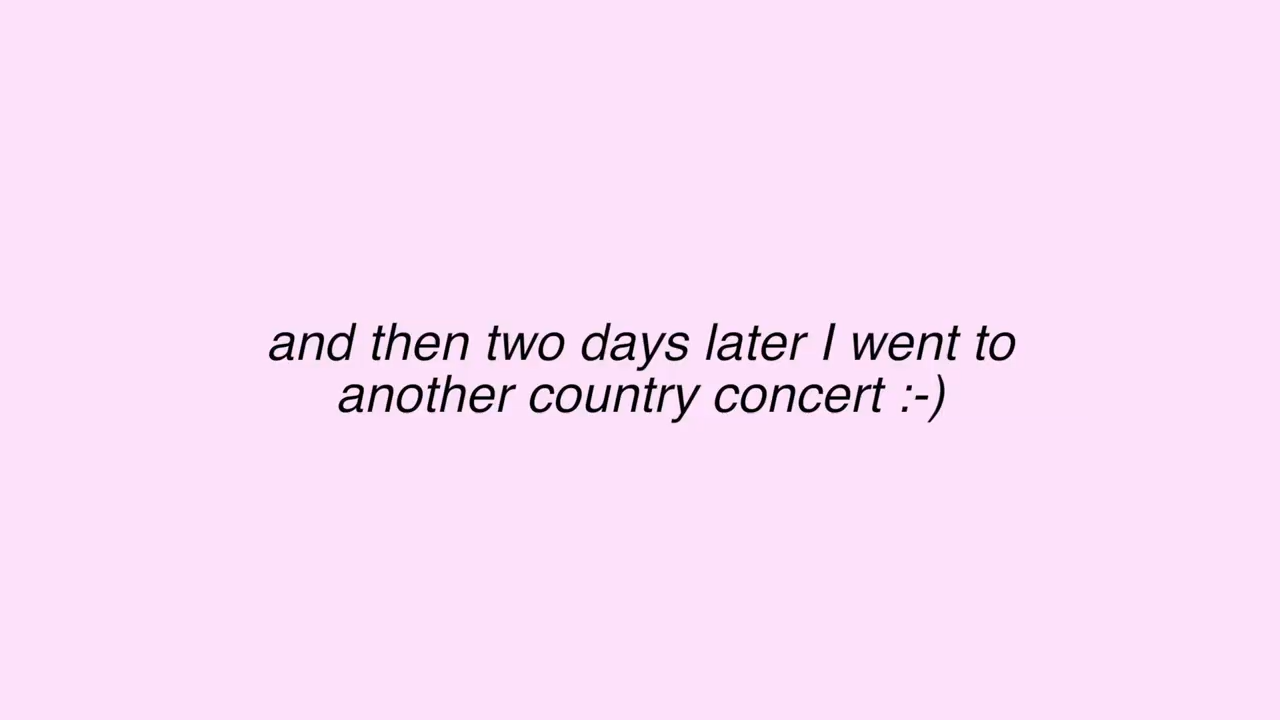 and then two days later I went to
another country concert :-)